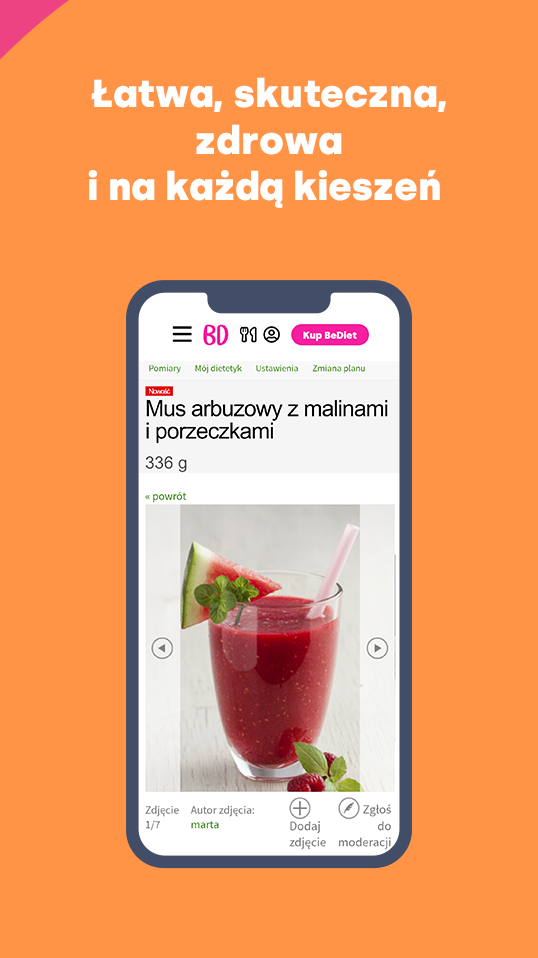 Łatwa, skuteczna,
zdrowa
i na każdą kieszeń
BD
Kup BeDiet
Pomiary Mój dietetyk Ustawienia Zmiana planu
Nowość
Mus arbuzowy z malinami
i porzeczkami
336 g
« powrót
Zdjęcie
1/7
Autor zdjęcia:
marta
Dodaj
zdjęcie
Zgłoś
do
moderacji